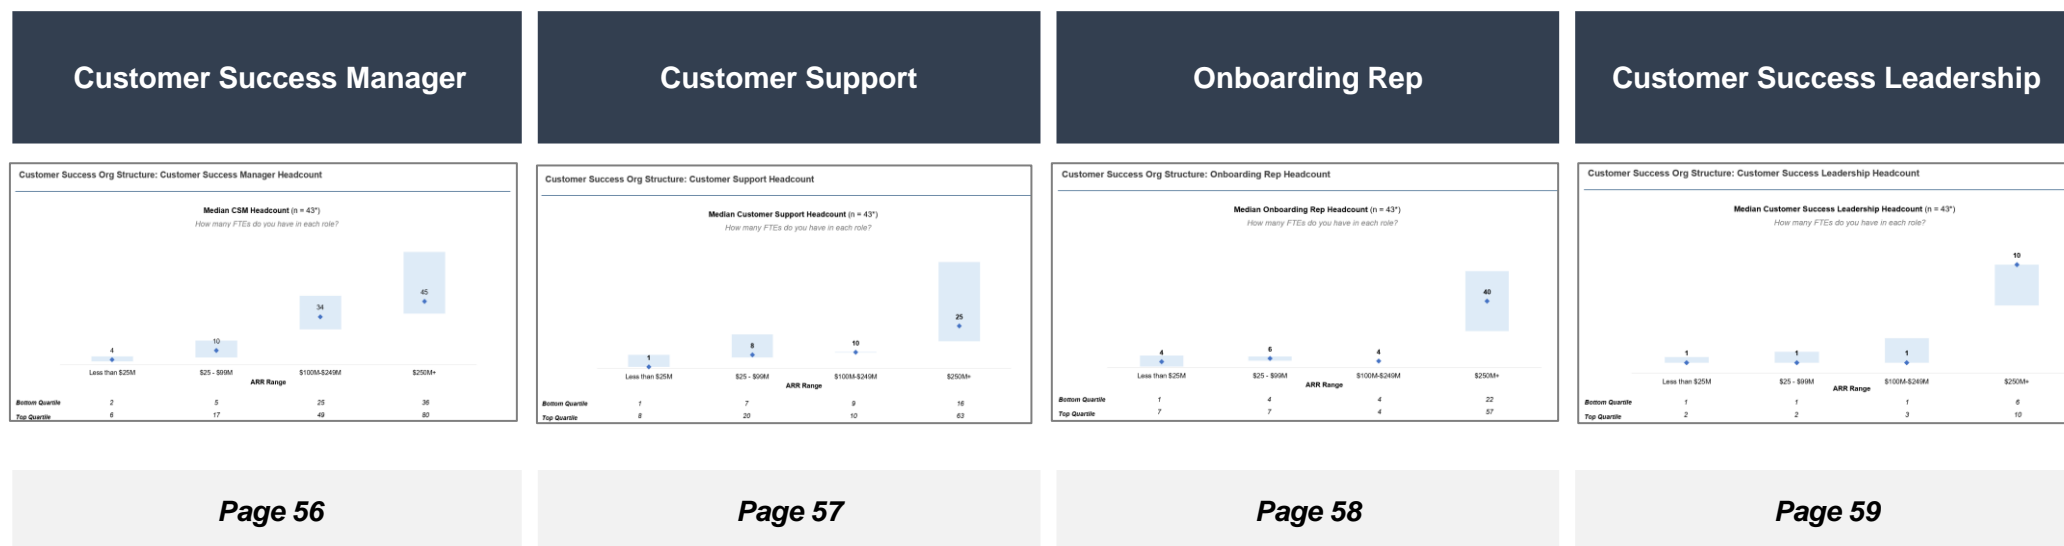 Customer Success Manager
Customer Success Org Structure: Customer Success Manager Headcount
Median CSM Headcount (n = 43*)
How many FTEs do you have in each role?
4
10
34
45
Less than $25M
$25 - $99M
$100M-$249M
$250M+
ARR Range
Bottom Quartile 2 5 25 36
Top Quartile 6 17 49 80
Page 56
Customer Support
Customer Success Org Structure: Customer Support Headcount
Median Customer Support Headcount (n = 43*)
How many FTEs do you have in each role?
1
8
10
25
Less than $25M
$25 - $99M
$100M-$249M
$250M+
ARR Range
Bottom Quartile 1 7 9 16
Top Quartile 8 20 10 63
Page 57
Onboarding Rep
Customer Success Org Structure: Onboarding Rep Headcount
Median Onboarding Rep Headcount (n = 43*)
How many FTEs do you have in each role?
4
6
4
40
Less than $25M
$25 - $99M
$100M-$249M
$250M+
ARR Range
Bottom Quartile 1 4 4 22
Top Quartile 7 7 4 57
Page 58
Customer Success Leadership
Customer Success Org Structure: Customer Success Leadership Headcount
Median Customer Success Leadership Headcount (n = 43*)
How many FTEs do you have in each role?
1
1
1
10
Less than $25M
$25 - $99M
$100M-$249M
$250M+
ARR Range
Bottom Quartile 1 1 1 6
Top Quartile 2 2 3 10
Page 59